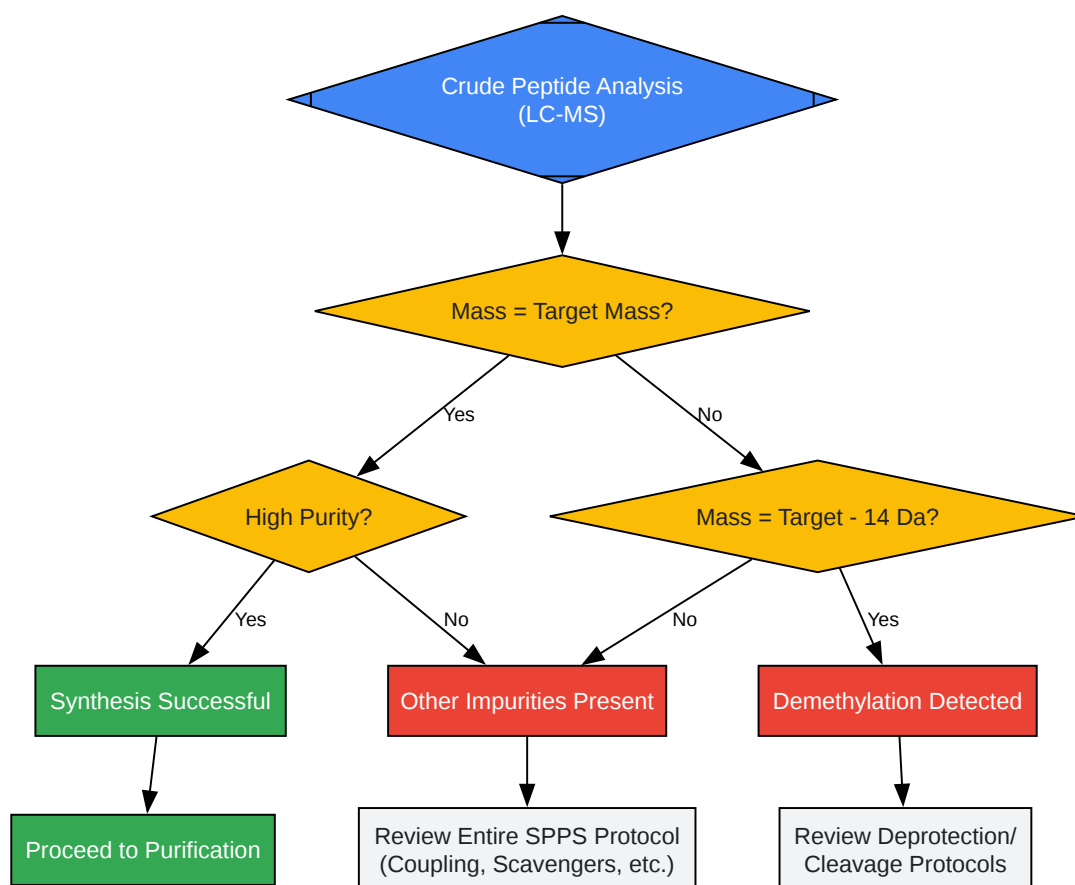 Crude Peptide Analysis
(LC-MS)
Mass = Target Mass?
Yes
No
High Purity?
Mass = Target - 14 Da?
Yes
No
No
Yes
Synthesis Successful
Other Impurities Present
Demethylation Detected
Proceed to Purification
Review Entire SPPS Protocol
(Coupling, Scavengers, etc.)
Review Deprotection/
Cleavage Protocols